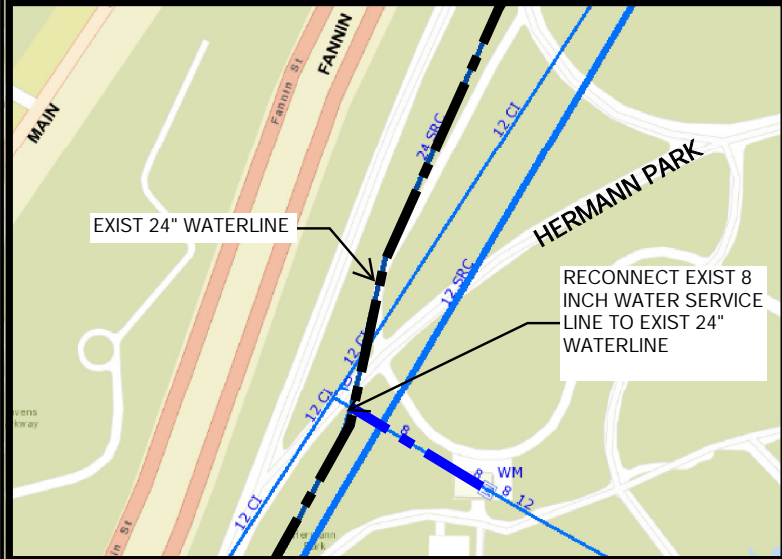 FANNIN
Fannin St
MAIN
24 SRC
12 CI
HERMANN PARK
EXIST 24" WATERLINE
12 SRC
RECONNECT EXIST 8
INCH WATER SERVICE
LINE TO EXIST 24"
WATERLINE
12 CI
12 CI
8
WM
8
8 12
12 CI
Park